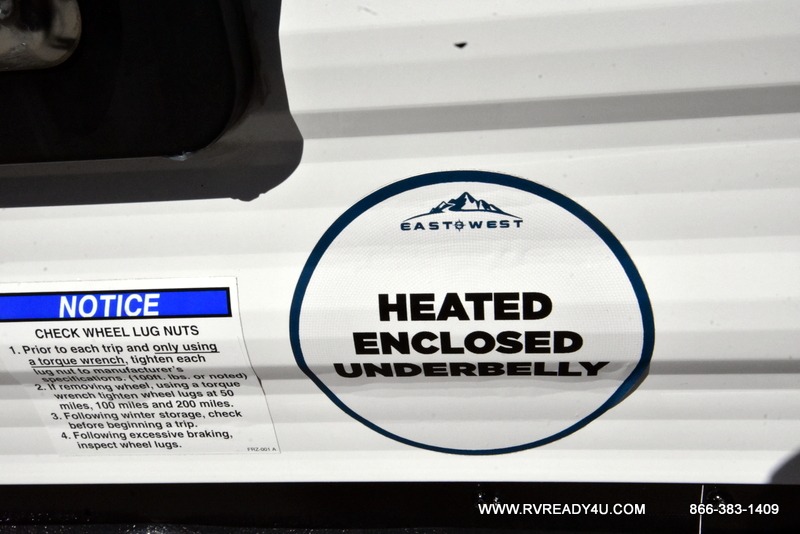 EAST WEST
HEATED
ENCLOSED
UNDERBELLY
NOTICE
CHECK WHEEL LUG NUTS
1. Prior to each trip and only using
a torque wrench, tighten each
lug nut to manufacturer's
specifications. (100ft. lbs. or noted)
2. If removing wheel, using a torque
wrench tighten wheel lugs at 50
miles, 100 miles and 200 miles.
3. Following winter storage, check
before beginning a trip.
4. Following excessive braking,
inspect wheel lugs.
FRZ-001 A
WWW.RVREADY4U.COM
866-383-1409